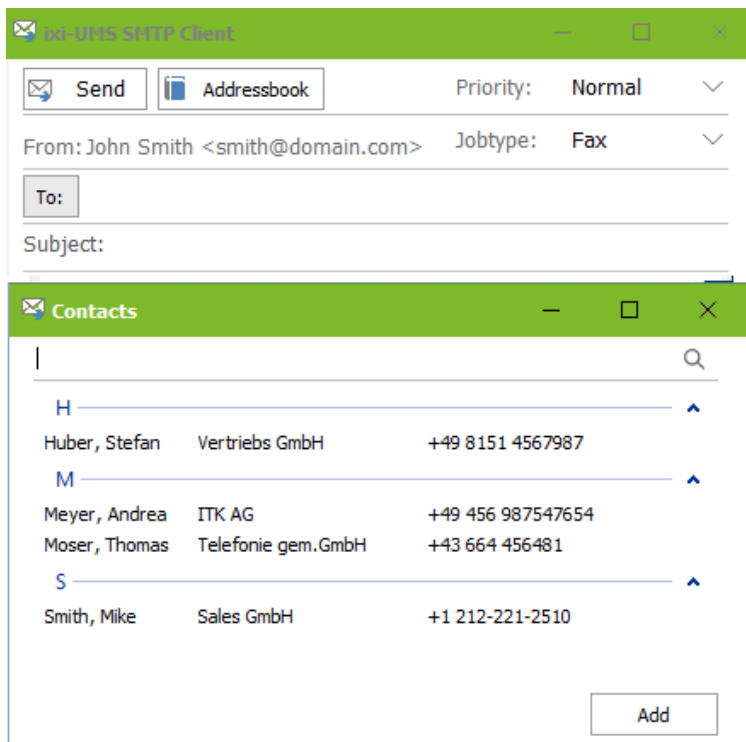 ixi-UMS SMTP Client
Send Addressbook Priority: Normal
From: John Smith <smith@domain.com> Jobtype: Fax
To:
Subject:
Contacts
H
Huber, Stefan Vertriebs GmbH +49 8151 4567987
M
Meyer, Andrea ITK AG +49 456 987547654
Moser, Thomas Telefonie gem.GmbH +43 664 456481
S
Smith, Mike Sales GmbH +1 212-221-2510
Add